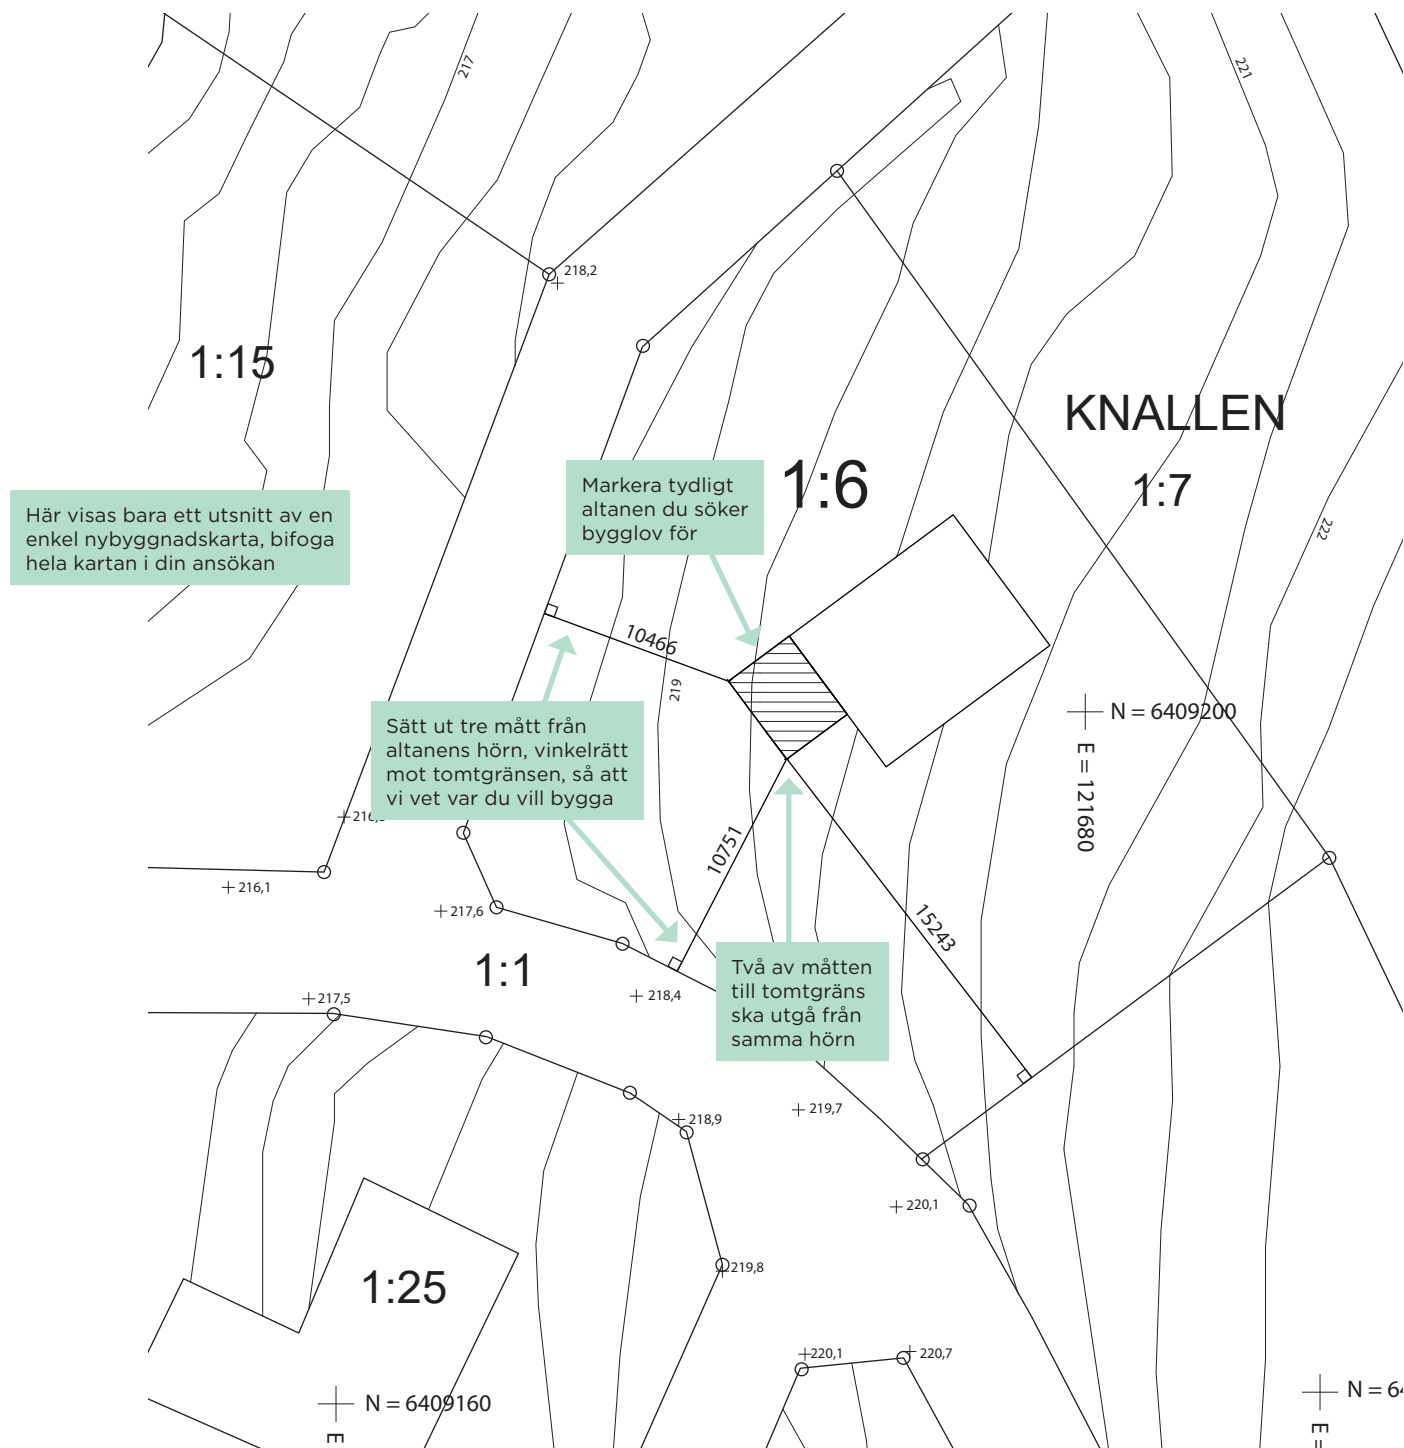 217
221
218,2
1:15
KNALLEN
1:6
1:7
Markera tydligt
altanen du söker
bygglov för
Här visas bara ett utsnitt av en
enkel nybyggnadskarta, bifoga
hela kartan i din ansökan
222
10466
219
N = 6409200
E = 121680
Sätt ut tre mått från
altanens hörn, vinkelrätt
mot tomtgränsen, så att
vi vet var du vill bygga
10751
216,1
217,6
15243
1:1
Två av måtten
till tomtgräns
ska utgå från
samma hörn
217,5
218,4
218,9
219,7
220,1
219,8
1:25
220,1
220,7
N = 6409160
E
N = 64
E =